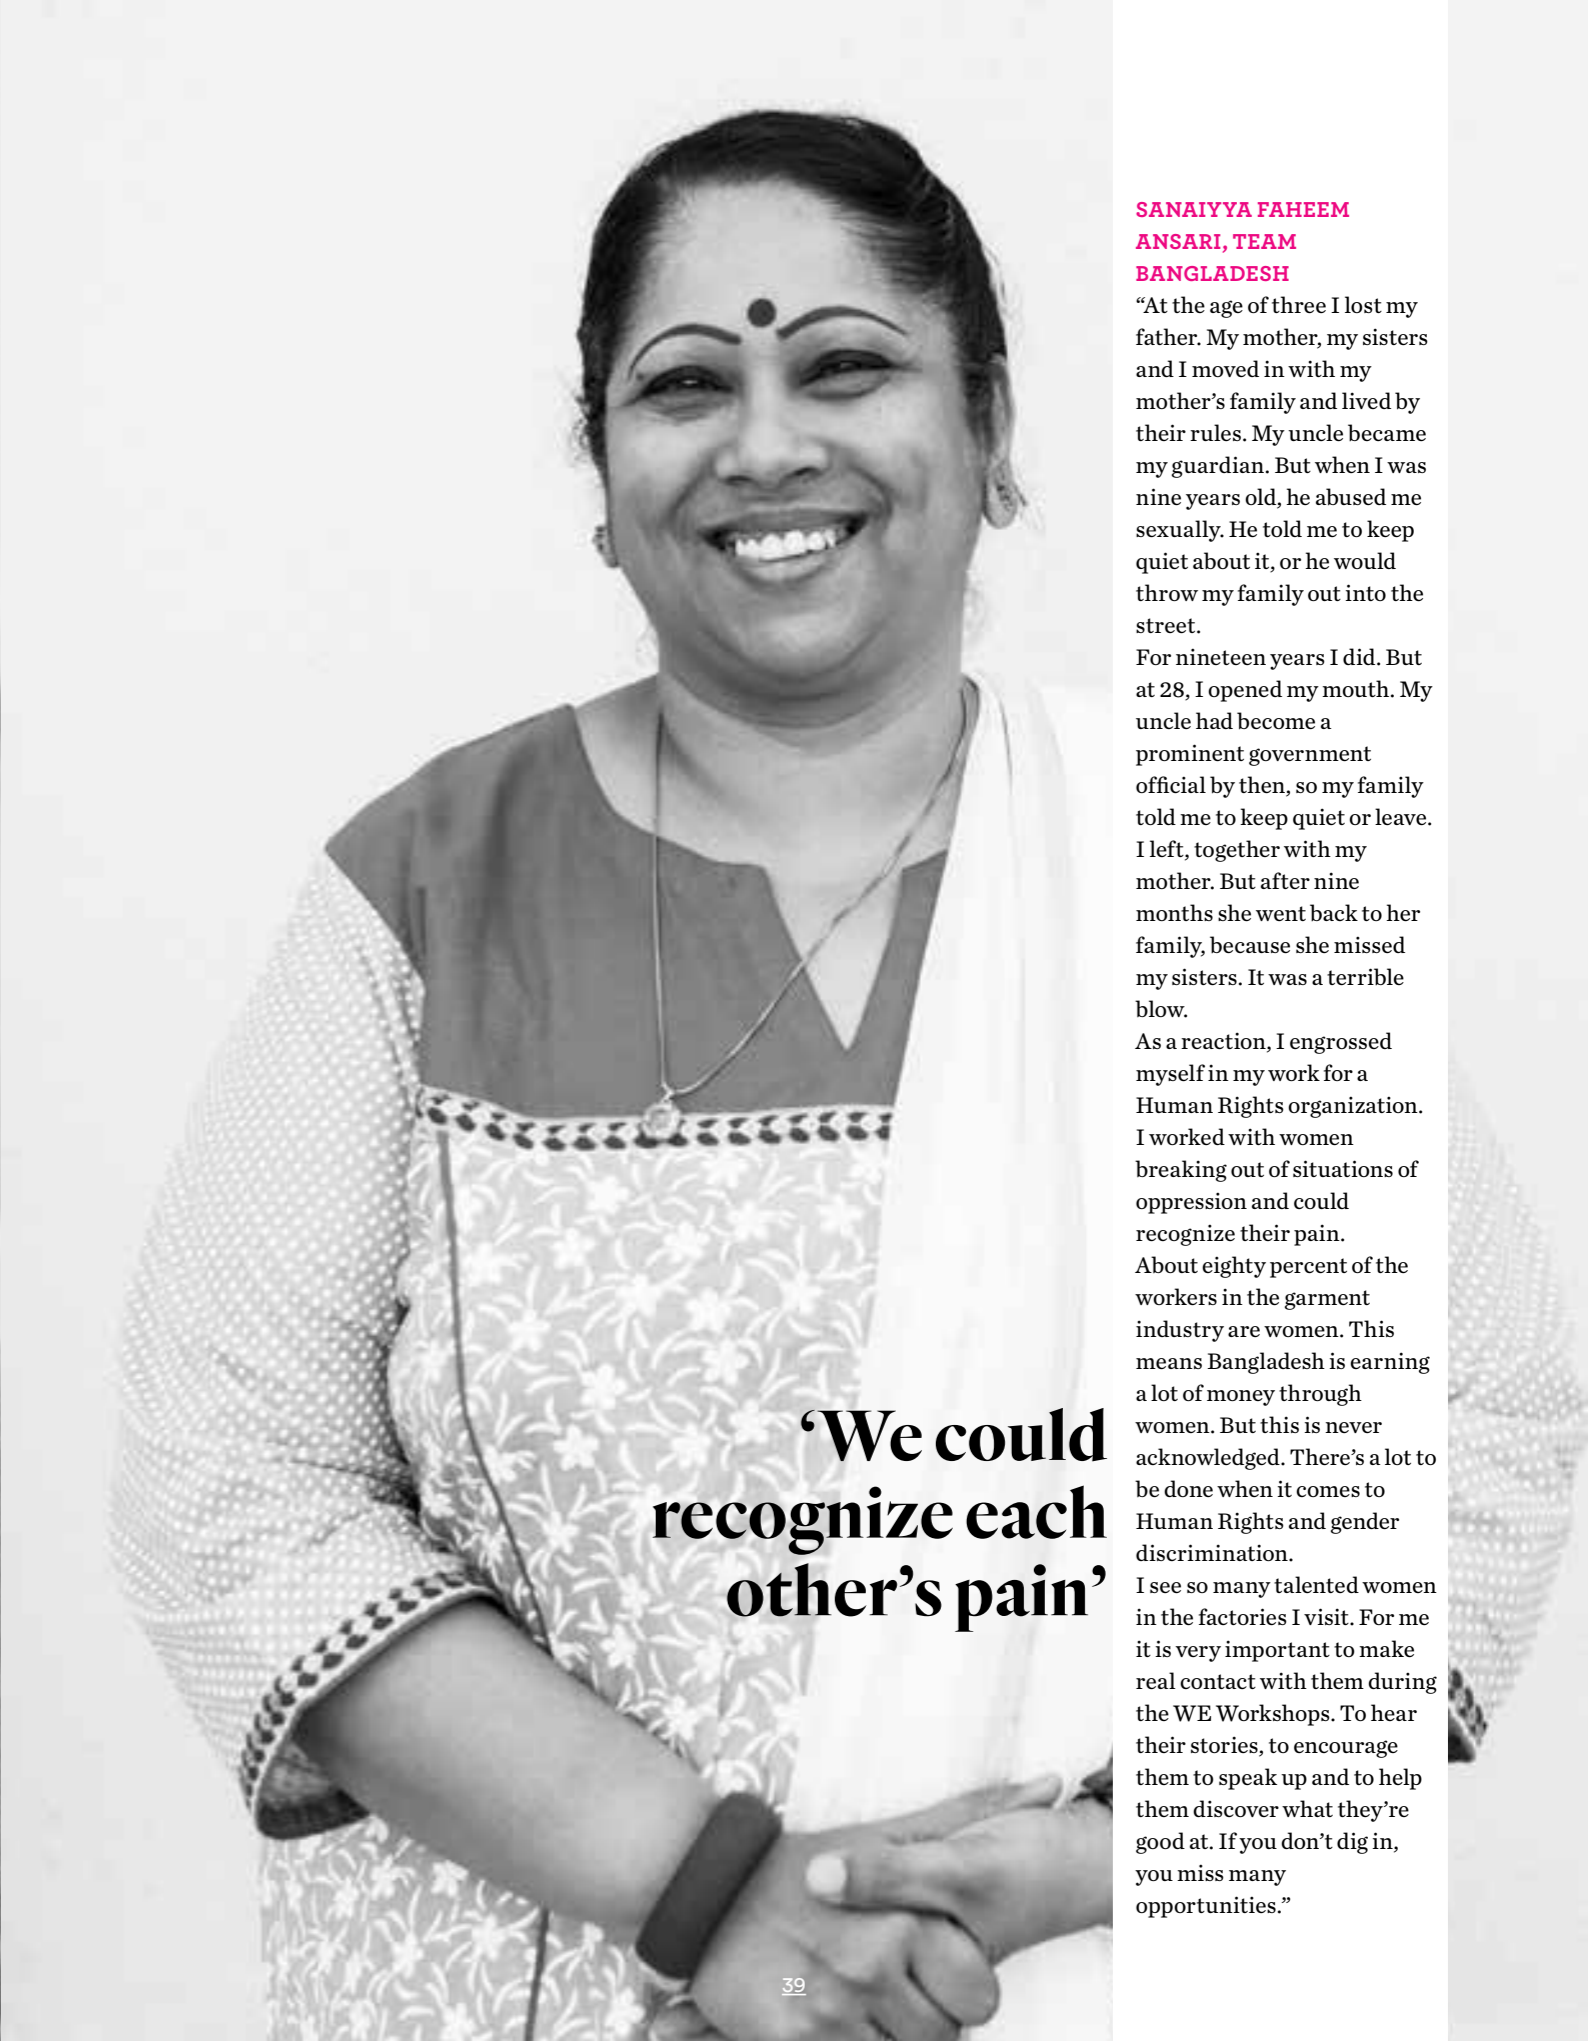 SANAIYYA FAHEEM
ANSARI, TEAM
BANGLADESH
“At the age of three I lost my
father. My mother, my sisters
and I moved in with my
mother’s family and lived by
their rules. My uncle became
my guardian. But when I was
nine years old, he abused me
sexually. He told me to keep
quiet about it, or he would
throw my family out into the
street.
For nineteen years I did. But
at 28, I opened my mouth. My
uncle had become a
prominent government
official by then, so my family
told me to keep quiet or leave.
I left, together with my
mother. But after nine
months she went back to her
family, because she missed
my sisters. It was a terrible
blow.
As a reaction, I engrossed
myself in my work for a
Human Rights organization.
I worked with women
breaking out of situations of
oppression and could
recognize their pain.
About eighty percent of the
workers in the garment
industry are women. This
means Bangladesh is earning
a lot of money through
women. But this is never
acknowledged. There’s a lot to
be done when it comes to
Human Rights and gender
discrimination.
I see so many talented women
in the factories I visit. For me
it is very important to make
real contact with them during
the WE Workshops. To hear
their stories, to encourage
them to speak up and to help
them discover what they’re
good at. If you don’t dig in,
you miss many
opportunities.”
‘We could
recognize each
other’s pain’
39